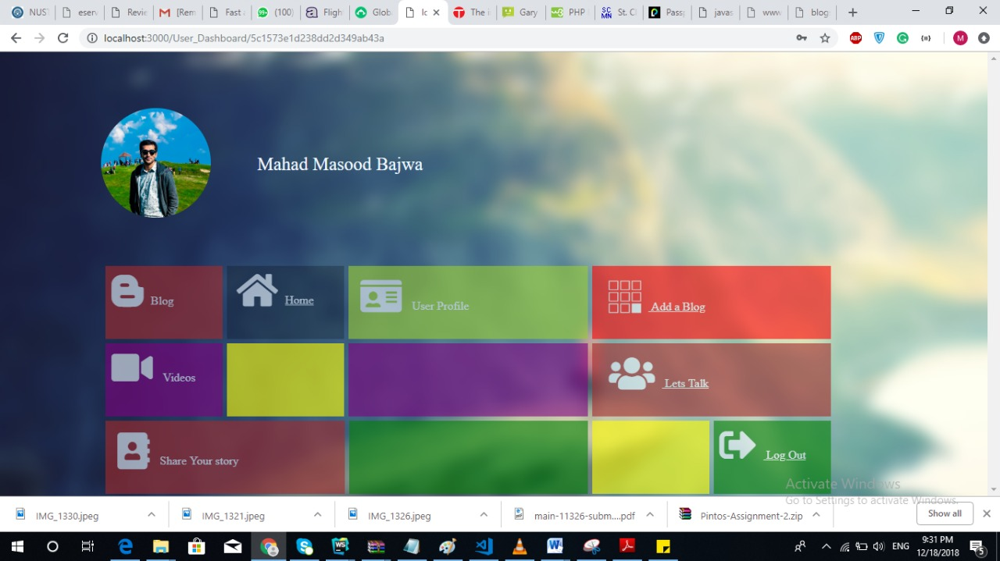 NUS
eserv
Revie
[Rem
Fast a
(100)
Fligh
Glob
Ic
The i
Gary
PHP
St. Cl
Pass
javas
www
blog
localhost:3000/User_Dashboard/5c1573e1d238dd2d349ab43a
ABP
M
Mahad Masood Bajwa
Blog
Home
User Profile
Add a Blog
Videos
Lets Talk
Share Your story
Log Out
Activate Windows
Go to Settings to activate Windows.
IMG_1330.jpeg
IMG_1321.jpeg
IMG_1326.jpeg
main-11326-subm....pdf
Pintos-Assignment-2.zip
Show all
ENG
9:31 PM
12/18/2018
5